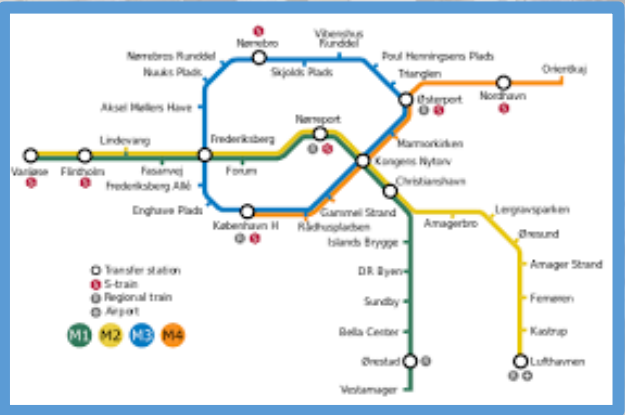 Nørrebro
Vibenshus
Runddel
Nørrebros Runddel
Nuuks Plads
Skjolds Plads
Poul Henningsens Plads
Trianglen
Orientkaj
Aksel Møllers Have
Østerport
Nordhavn
Nørreport
Lindevang
Frederiksberg
Marmorkirken
Kongens Nytorv
Vanløse
Flintholm
Fasanvej
Forum
Christianshavn
Frederiksberg Allé
Enghave Plads
København H
Gammel Strand
Rådhuspladsen
Amagerbro
Lergravsparken
Islands Brygge
Øresund
DR Byen
Amager Strand
Transfer station
S-train
Regional train
Airport
Sundby
Femøren
M1 M2 M3 M4
Bella Center
Kastrup
Ørestad
Lufthavnen
Vestamager